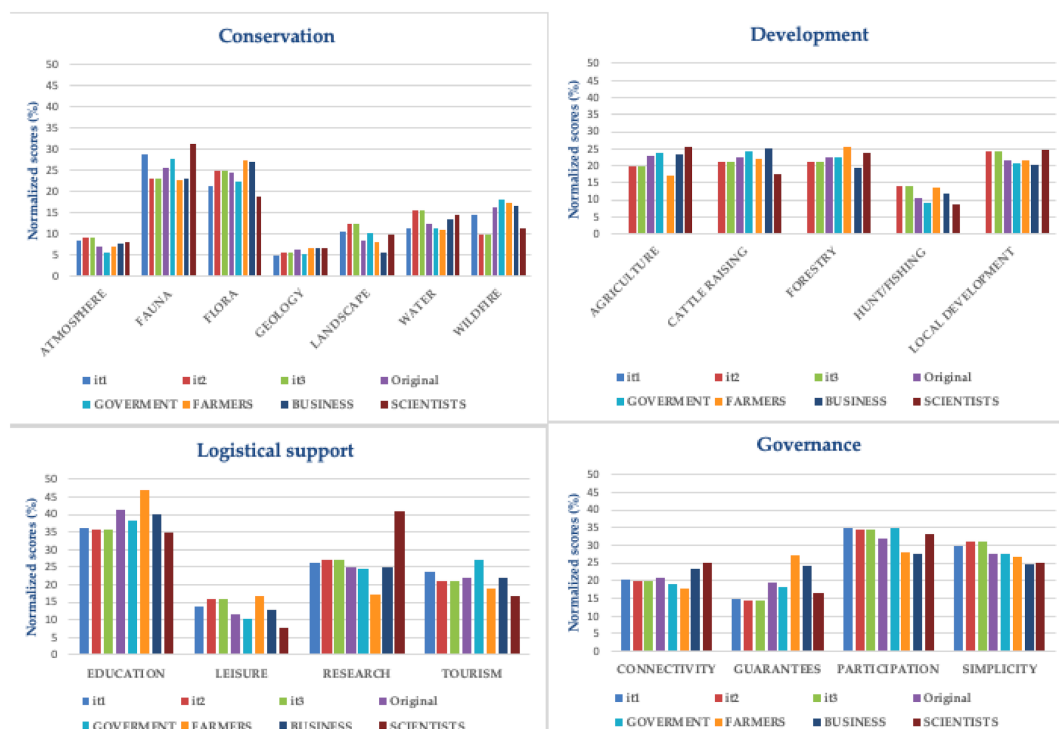 Conservation
Normalized scores (%)
50
45
40
35
30
25
20
15
10
5
0
ATMOSPHERE
FAUNA
FLORA
GEOLOGY
LANDSCAPE
WATER
WILDFIRE
it1 it2 it3 Original
GOVERMENT FARMERS BUSINESS SCIENTISTS
Development
Normalized scores (%)
50
45
40
35
30
25
20
15
10
5
0
AGRICULTURE
CATTLE RAISING
FORESTRY
HUNT/FISHING
LOCAL DEVELOPMENT
it1 it2 it3 Original
GOVERMENT FARMERS BUSINESS SCIENTISTS
Logistical support
Normalized scores (%)
50
45
40
35
30
25
20
15
10
5
0
EDUCATION LEISURE RESEARCH TOURISM
it1 it2 it3 Original
GOVERMENT FARMERS BUSINESS SCIENTISTS
Governance
Normalized scores (%)
50
45
40
35
30
25
20
15
10
5
0
CONNECTIVITY GUARANTEES PARTICIPATION SIMPLICITY
it1 it2 it3 Original
GOVERMENT FARMERS BUSINESS SCIENTISTS